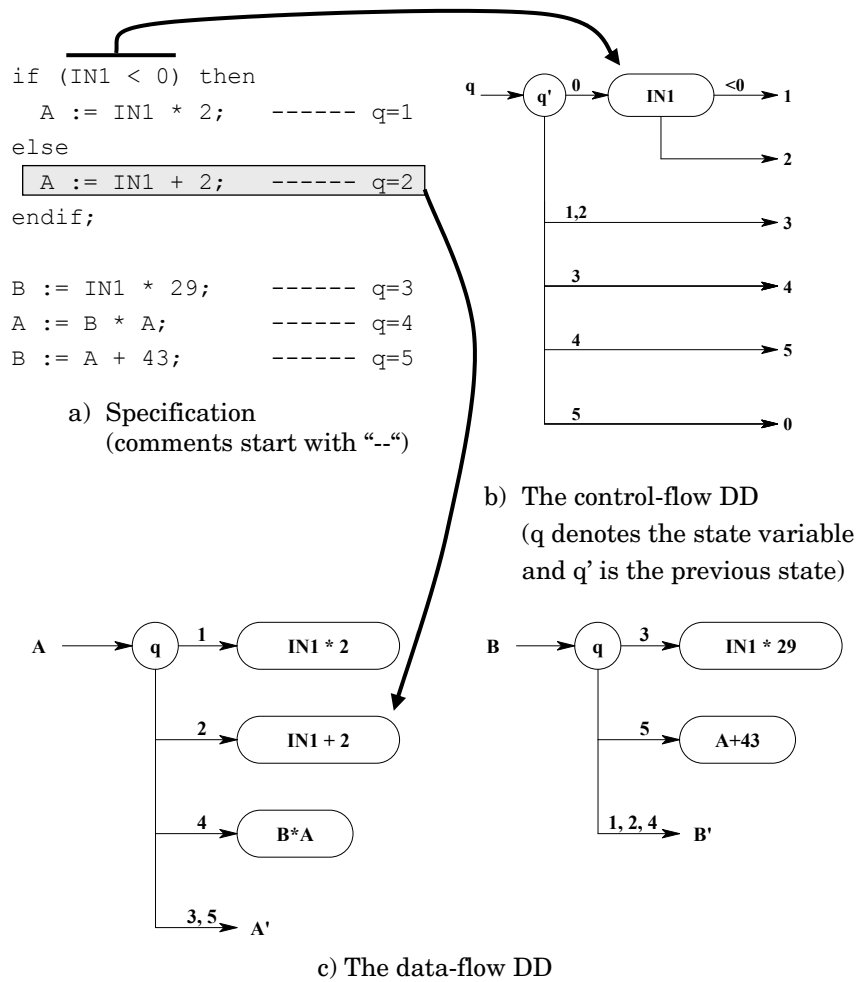 if (IN1 < 0) then
A := IN1 * 2; ------ q=1
else
A := IN1 + 2; ------ q=2
endif;
B := IN1 * 29; ------ q=3
A := B * A; ------ q=4
B := A + 43; ------ q=5
a) Specification
(comments start with “--“)
q q' 0 IN1 <0 1
2
1,2 3
3 4
4 5
5 0
b) The control-flow DD
(q denotes the state variable
and q’ is the previous state)
A q 1 IN1 * 2
2 IN1 + 2
4 B*A
3, 5 A'
B q 3 IN1 * 29
5 A+43
1, 2, 4 B'
c) The data-flow DD